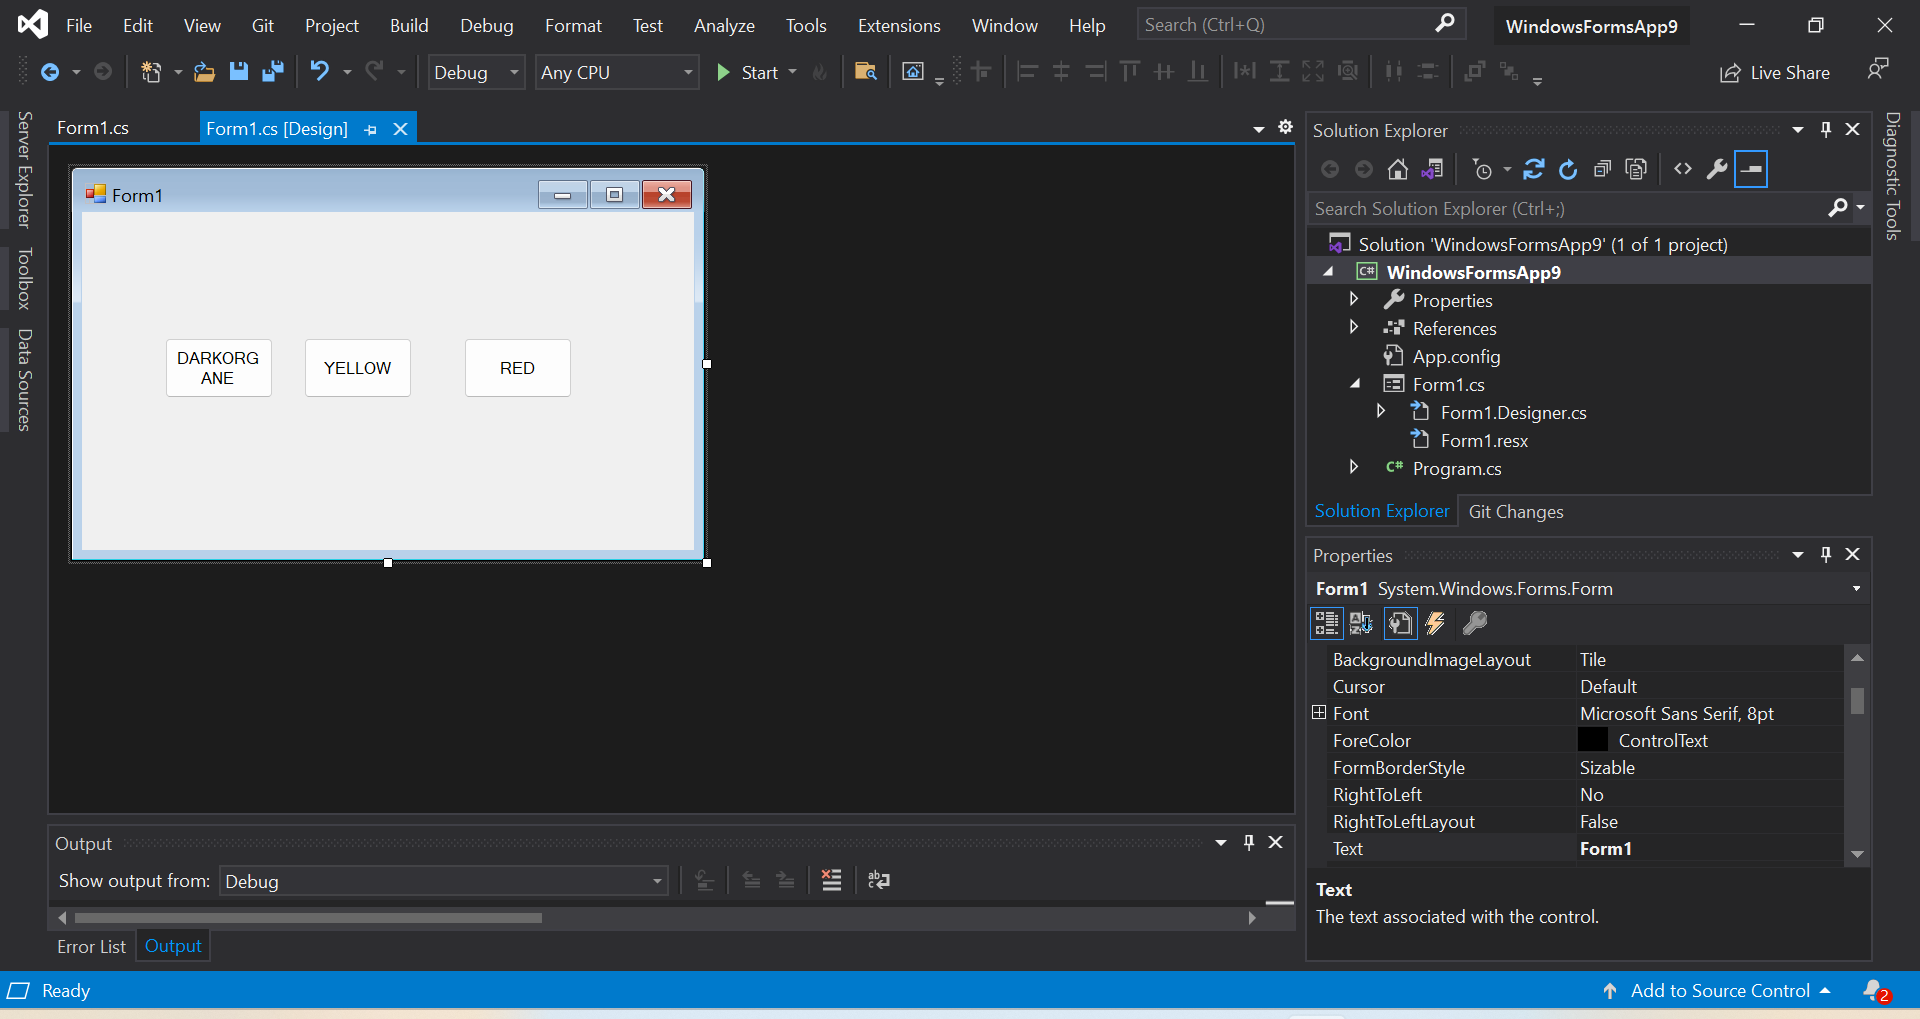 File Edit View Git Project Build Debug Format Test Analyze Tools Extensions Window Help Search (Ctrl+Q) WindowsFormsApp9
Debug Any CPU Start Live Share
Server Explorer
Toolbox
Data Sources
Form1.cs Form1.cs [Design]
Form1
DARKORG
ANE
YELLOW
RED
Output
Show output from: Debug
Error List Output
Solution Explorer
Search Solution Explorer (Ctrl+;)
Solution 'WindowsFormsApp9' (1 of 1 project)
C# WindowsFormsApp9
Properties
References
App.config
Form1.cs
Form1.Designer.cs
Form1.resx
C# Program.cs
Solution Explorer Git Changes
Properties
Form1 System.Windows.Forms.Form
BackgroundImageLayout Tile
Cursor Default
Font Microsoft Sans Serif, 8pt
ForeColor ControlText
FormBorderStyle Sizable
RightToLeft No
RightToLeftLayout False
Text Form1
Text
The text associated with the control.
Diagnostic Tools
Ready Add to Source Control 2